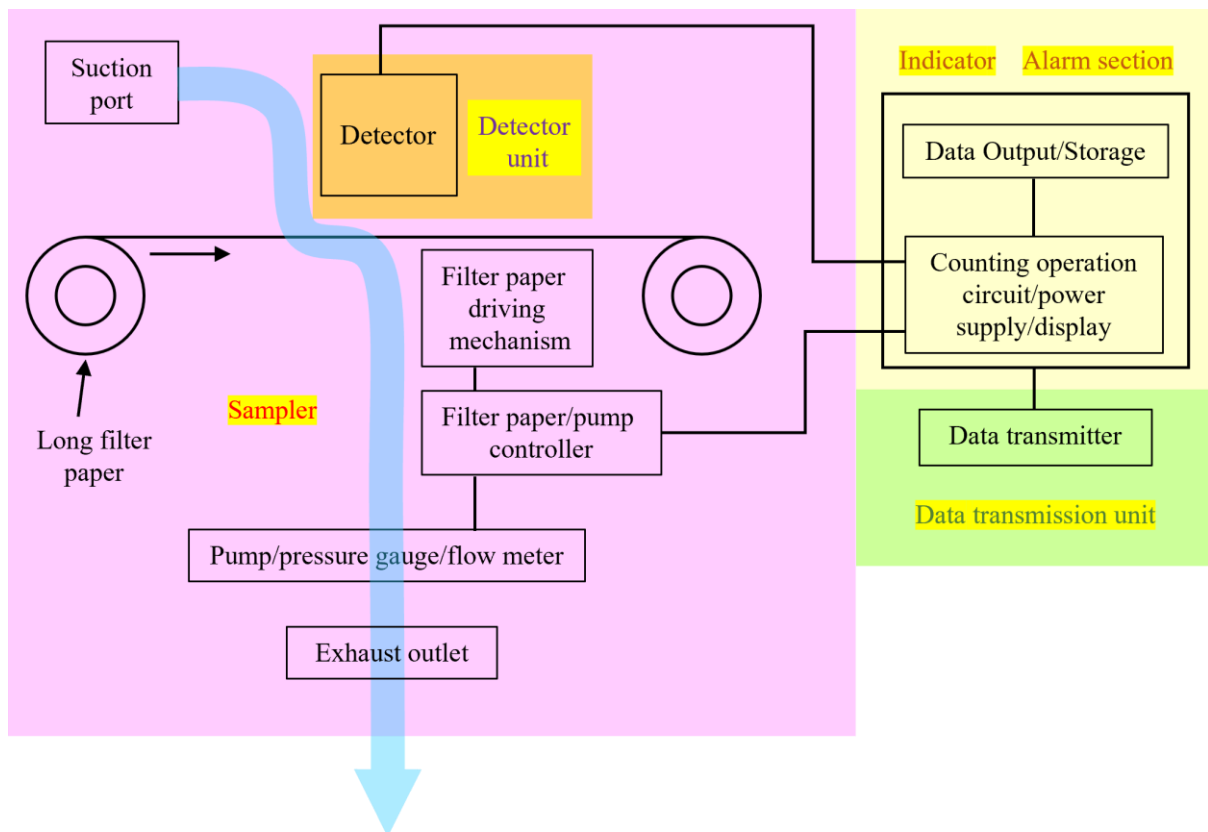 Suction
port
Detector
Detector
unit
Indicator
Alarm section
Data Output/Storage
Counting operation
circuit/power
supply/display
Filter paper
driving
mechanism
Sampler
Filter paper/pump
controller
Long filter
paper
Data transmitter
Data transmission unit
Pump/pressure gauge/flow meter
Exhaust outlet